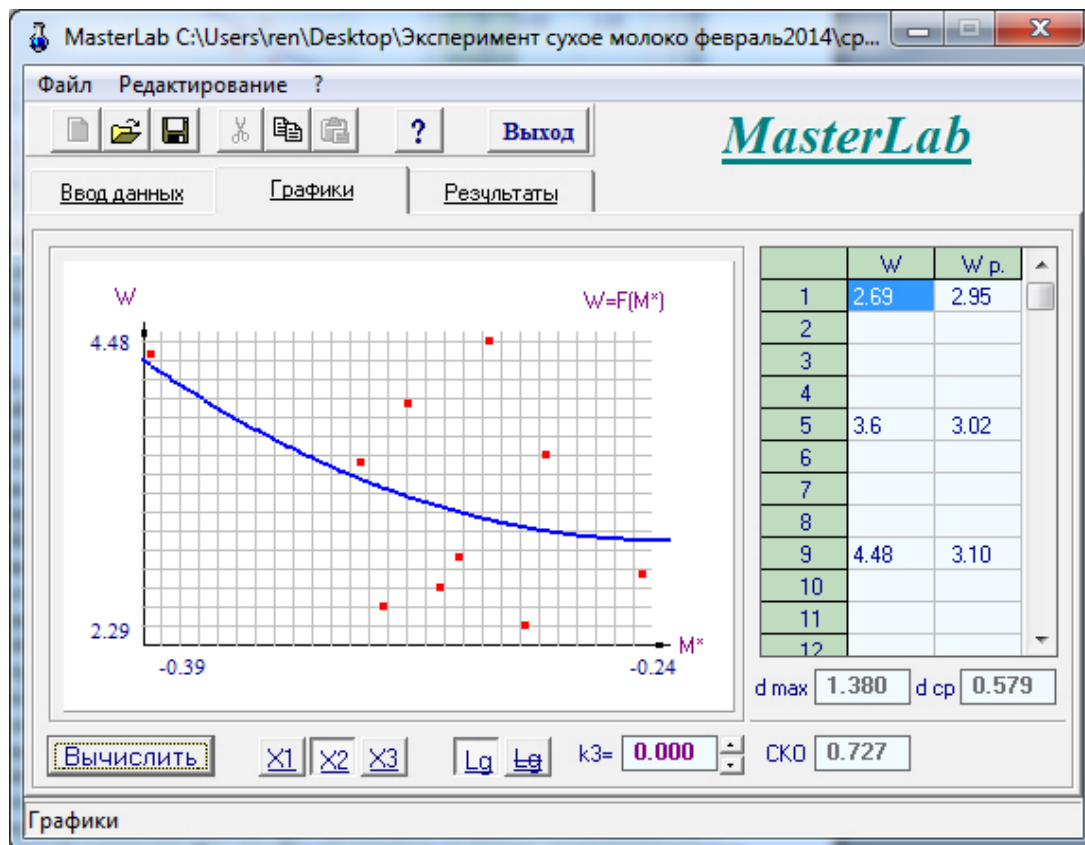 MasterLab C:\Users\ren\Desktop\Эксперимент сухое молоко февраль2014\ср...
Файл Редактирование ?
? Выход
MasterLab
Ввод данных Графики Результаты
W W=F(M*)
4.48
2.29
-0.39 -0.24 M*
W W р.
1 2.69 2.95
2
3
4
5 3.6 3.02
6
7
8
9 4.48 3.10
10
11
12
d max 1.380 d ср 0.579
Вычислить X1 X2 X3 Lg Lg k3= 0.000 СКО 0.727
Графики